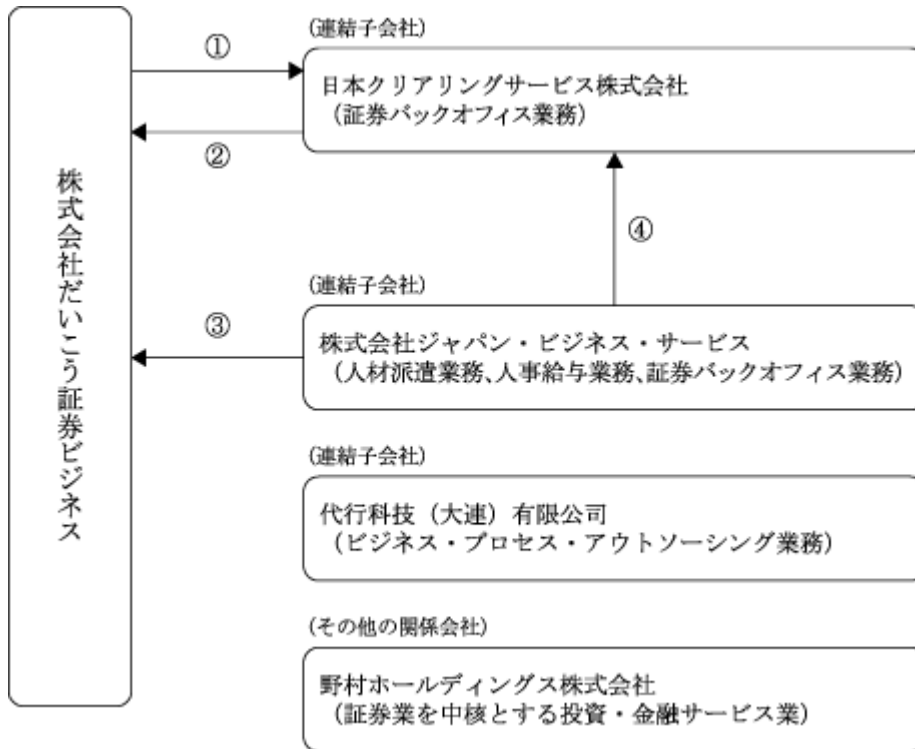 株式会社だいこう証券ビジネス
①
(連結子会社)
日本クリアリングサービス株式会社
(証券バックオフィス業務)
②
④
(連結子会社)
③
株式会社ジャパン・ビジネス・サービス
(人材派遣業務、人事給与業務、証券バックオフィス業務)
(連結子会社)
代行科技(大連)有限公司
(ビジネス・プロセス・アウトソーシング業務)
(その他の関係会社)
野村ホールディングス株式会社
(証券業を中核とする投資・金融サービス業)